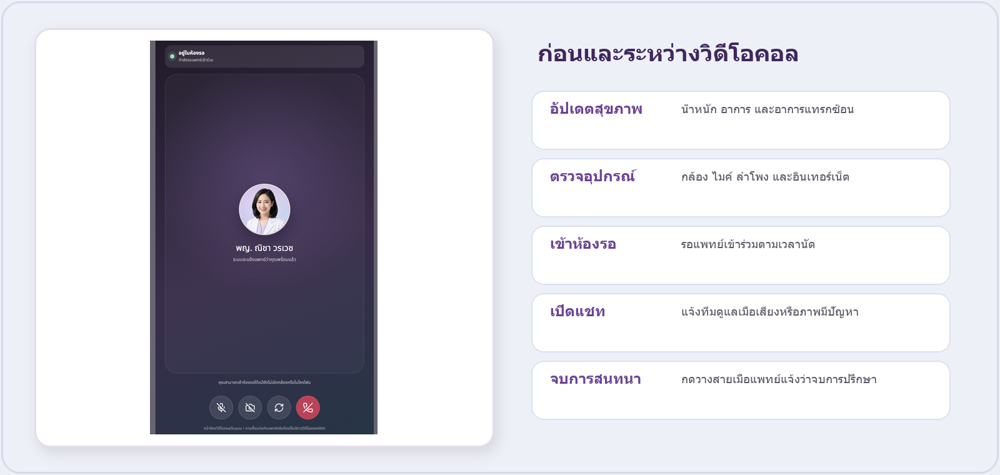 อยู่ในห้องรอ
กำลังรอแพทย์เข้าร่วม
พญ. ณิชา วรเวช
ระบบจะแจ้งแพทย์ว่าคุณพร้อมแล้ว
คุณสามารถเข้าห้องรอได้แม้ยังไม่เปิดกล้องหรือไมโครโฟน
หน้าห้องวิดีโอคอลต้นแบบ • การเชื่อมต่อกับแพทย์จริงต้องใช้บริการวิดีโอของคลินิก
ก่อนและระหว่างวิดีโอคอล
อัปเดตสุขภาพ น้ำหนัก อาการ และอาการแทรกซ้อน
ตรวจอุปกรณ์ กล้อง ไมค์ ลำโพง และอินเทอร์เน็ต
เข้าห้องรอ รอแพทย์เข้าร่วมตามเวลานัด
เปิดแชท แจ้งทีมดูแลเมื่อเสียงหรือภาพมีปัญหา
จบการสนทนา กดวางสายเมื่อแพทย์แจ้งว่าจบการปรึกษา